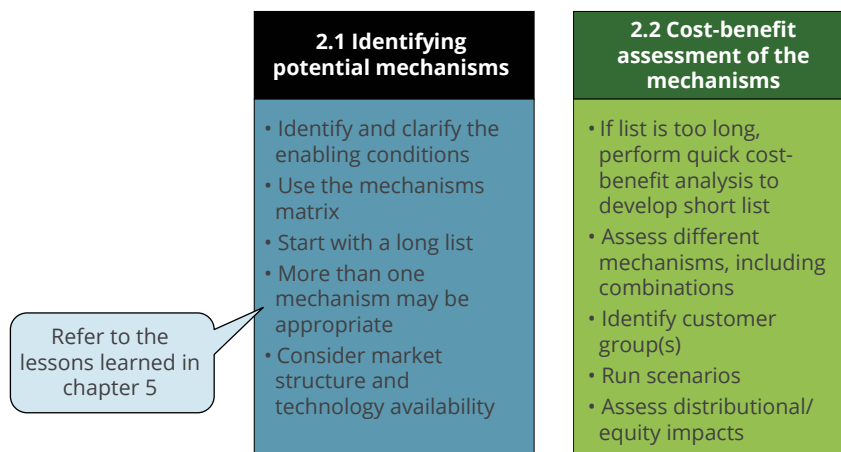 2.1 Identifying
potential mechanisms
• Identify and clarify the
enabling conditions
• Use the mechanisms
matrix
• Start with a long list
• More than one
mechanism may be
appropriate
• Consider market
structure and
technology availability
Refer to the
lessons learned in
chapter 5
2.2 Cost-benefit
assessment of the
mechanisms
• If list is too long,
perform quick cost-
benefit analysis to
develop short list
• Assess different
mechanisms, including
combinations
• Identify customer
group(s)
• Run scenarios
• Assess distributional/
equity impacts